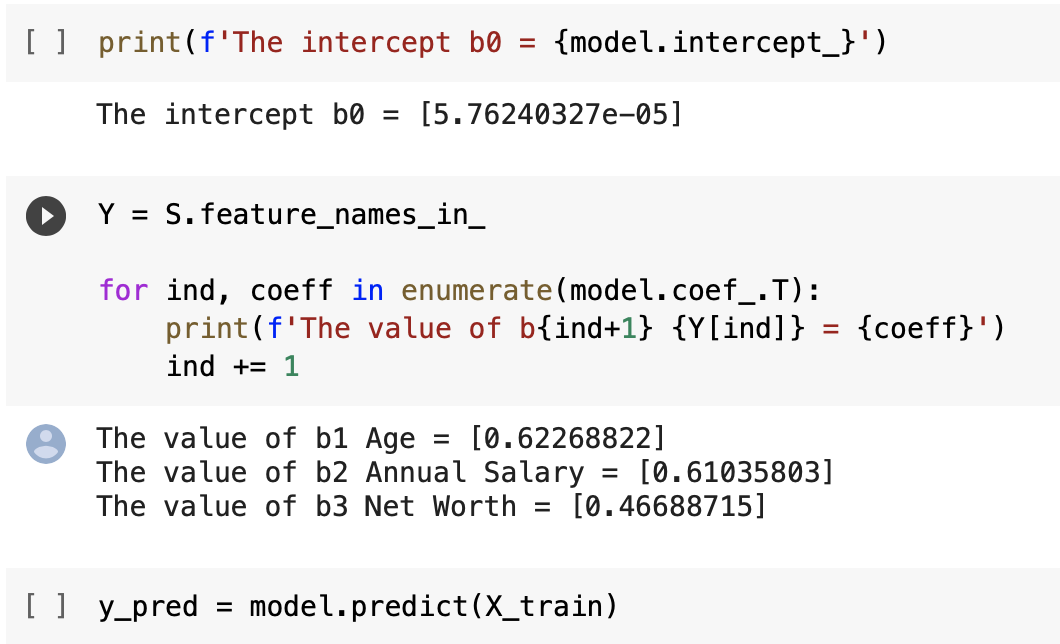 [ ] print(f'The intercept b0 = {model.intercept_}')
The intercept b0 = [5.76240327e-05]
Y = S.feature_names_in_
for ind, coeff in enumerate(model.coef_.T):
    print(f'The value of b{ind+1} {Y[ind]} = {coeff}')
    ind += 1
The value of b1 Age = [0.62268822]
The value of b2 Annual Salary = [0.61035803]
The value of b3 Net Worth = [0.46688715]
[ ] y_pred = model.predict(X_train)